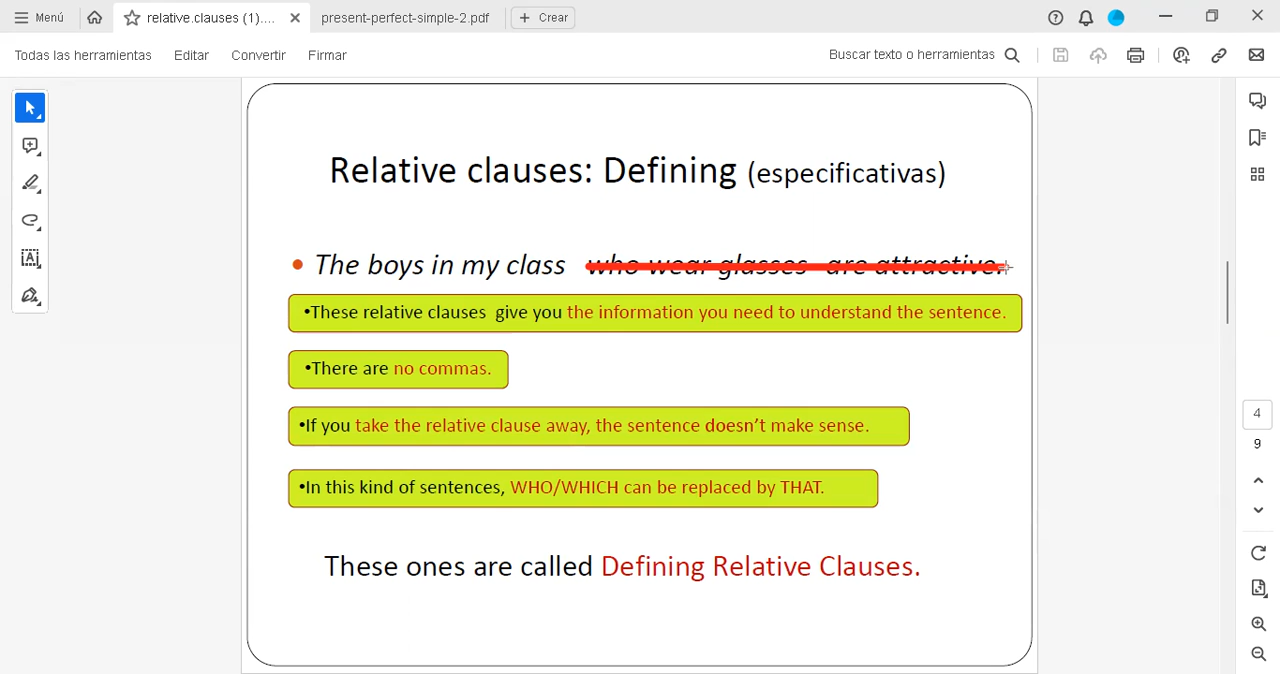 Menú
relative.clauses (1)....
present-perfect-simple-2.pdf
Crear
Todas las herramientas
Editar
Convertir
Firmar
Buscar texto o herramientas
Relative clauses: Defining (especificativas)
• The boys in my class who wear glasses are attractive.
•These relative clauses give you the information you need to understand the sentence.
•There are no commas.
•If you take the relative clause away, the sentence doesn't make sense.
•In this kind of sentences, WHO/WHICH can be replaced by THAT.
These ones are called Defining Relative Clauses.
4
9